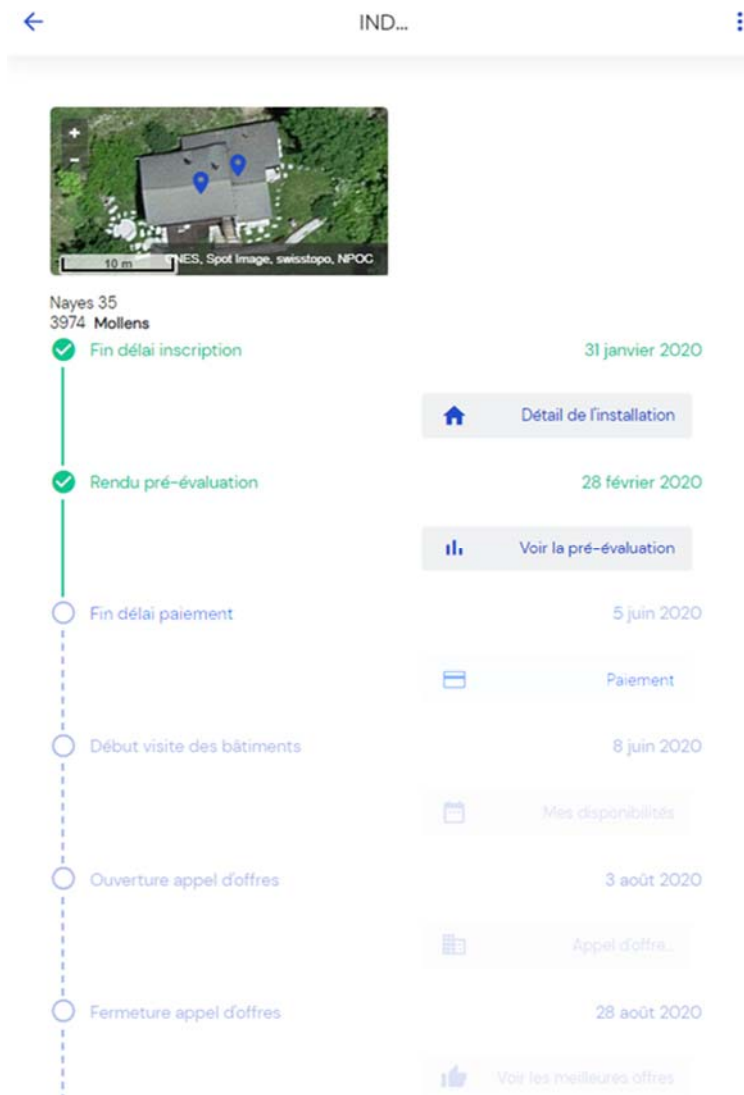 IND...
+
-
10 m
CNES, Spot Image, swisstopo, NPOC
Nayes 35
3974 Mollens
Fin délai inscription
31 janvier 2020
Détail de l'installation
Rendu pré-évaluation
28 février 2020
Voir la pré-évaluation
Fin délai paiement
5 juin 2020
Paiement
Début visite des bâtiments
8 juin 2020
Mes disponibilités
Ouverture appel d'offres
3 août 2020
Appel d'offre...
Fermeture appel d'offres
28 août 2020
Voir les meilleures offres